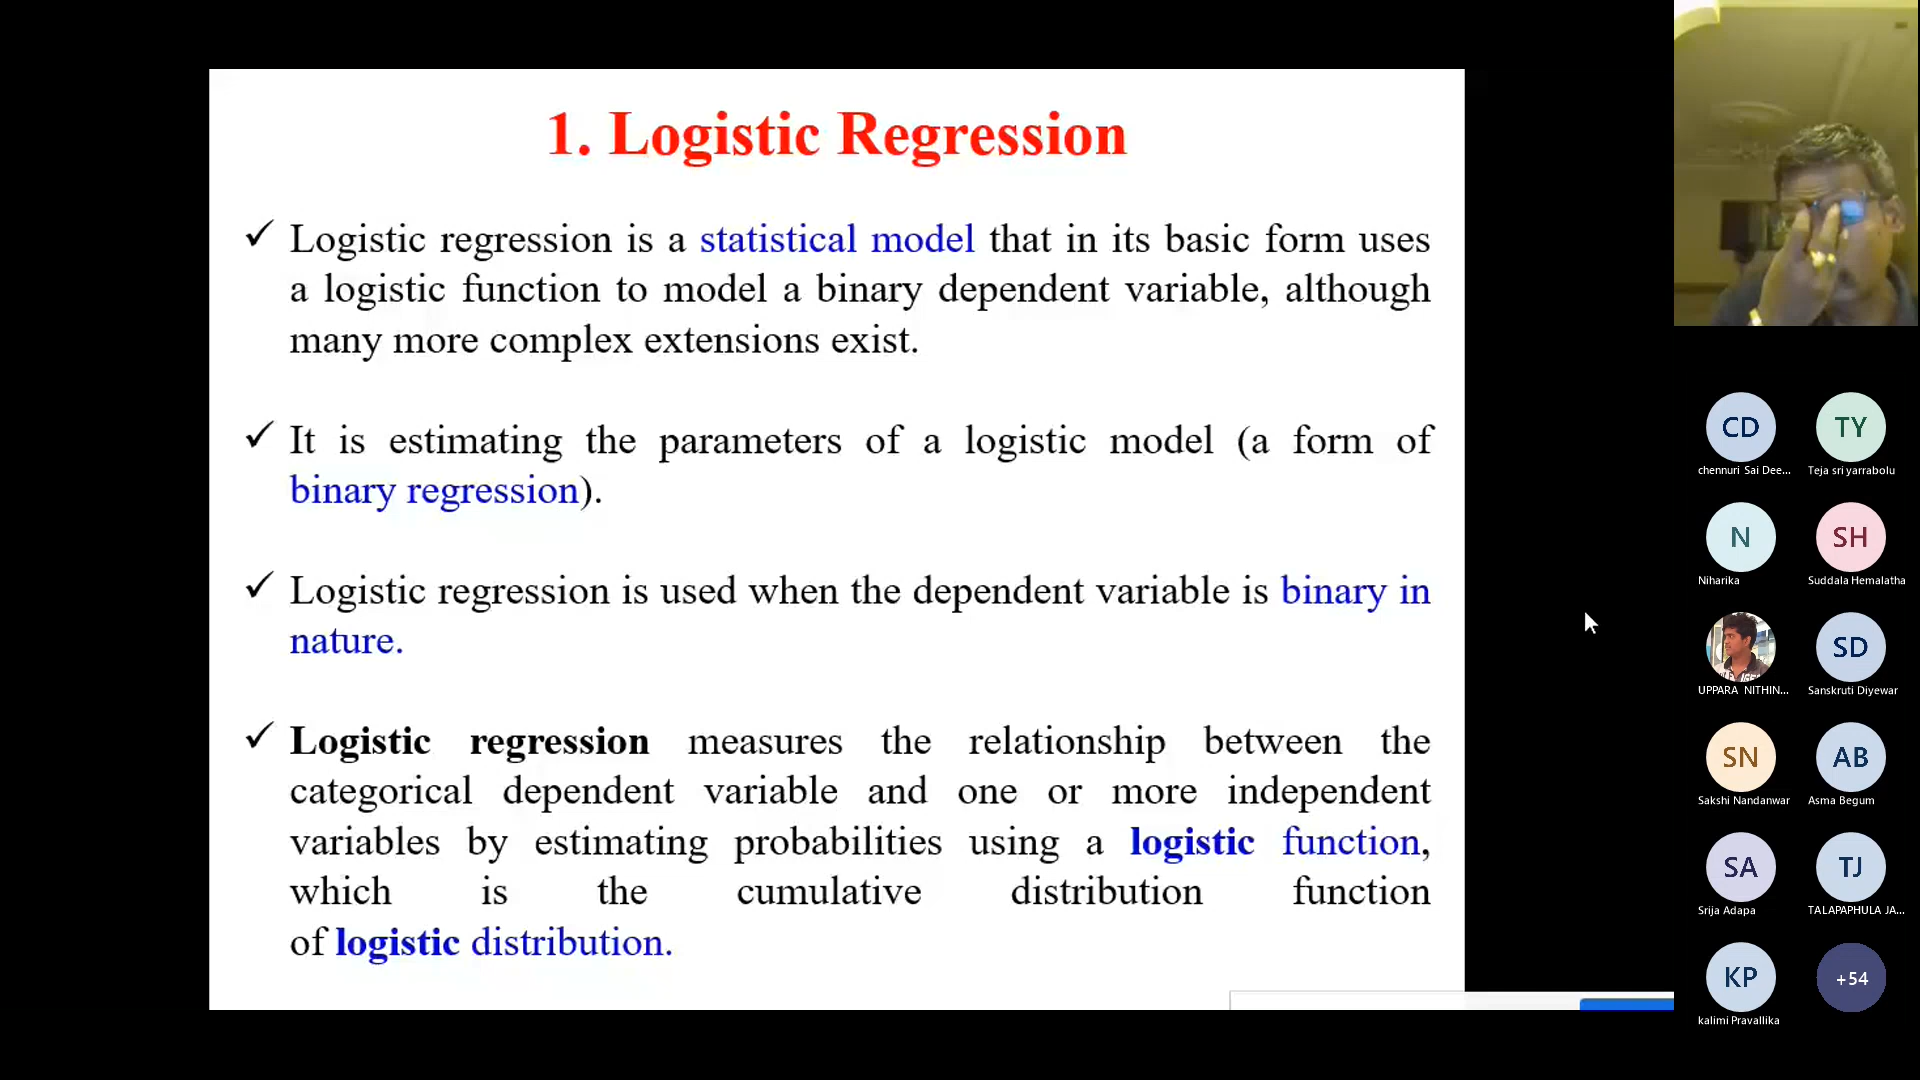 1. Logistic Regression
✓ Logistic regression is a statistical model that in its basic form uses
a logistic function to model a binary dependent variable, although
many more complex extensions exist.
✓ It is estimating the parameters of a logistic model (a form of
binary regression).
✓ Logistic regression is used when the dependent variable is binary in
nature.
✓ Logistic regression measures the relationship between the
categorical dependent variable and one or more independent
variables by estimating probabilities using a logistic function,
which is the cumulative distribution function
of logistic distribution.
CD TY
chennuri Sai Dee... Teja sri yarrabolu
N SH
Niharika Suddala Hemalatha
SD
UPPARA NITHIN... Sanskruti Diyewar
SN AB
Sakshi Nandanwar Asma Begum
SA TJ
Srija Adapa TALAPAPHULA JA...
KP +54
kalimi Pravallika